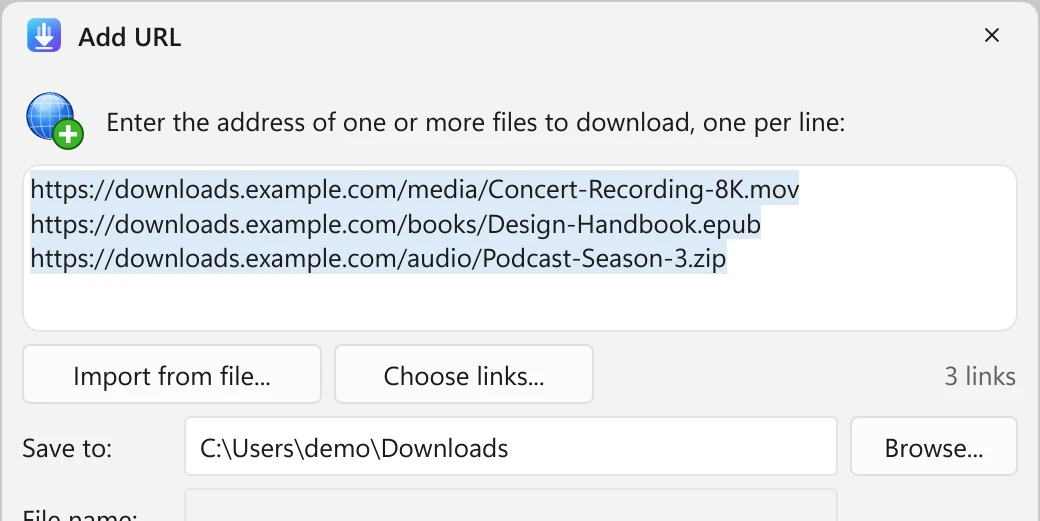 Add URL
Enter the address of one or more files to download, one per line:
https://downloads.example.com/media/Concert-Recording-8K.mov
https://downloads.example.com/books/Design-Handbook.epub
https://downloads.example.com/audio/Podcast-Season-3.zip
Import from file... Choose links... 3 links
Save to: C:\Users\demo\Downloads Browse...
File name: